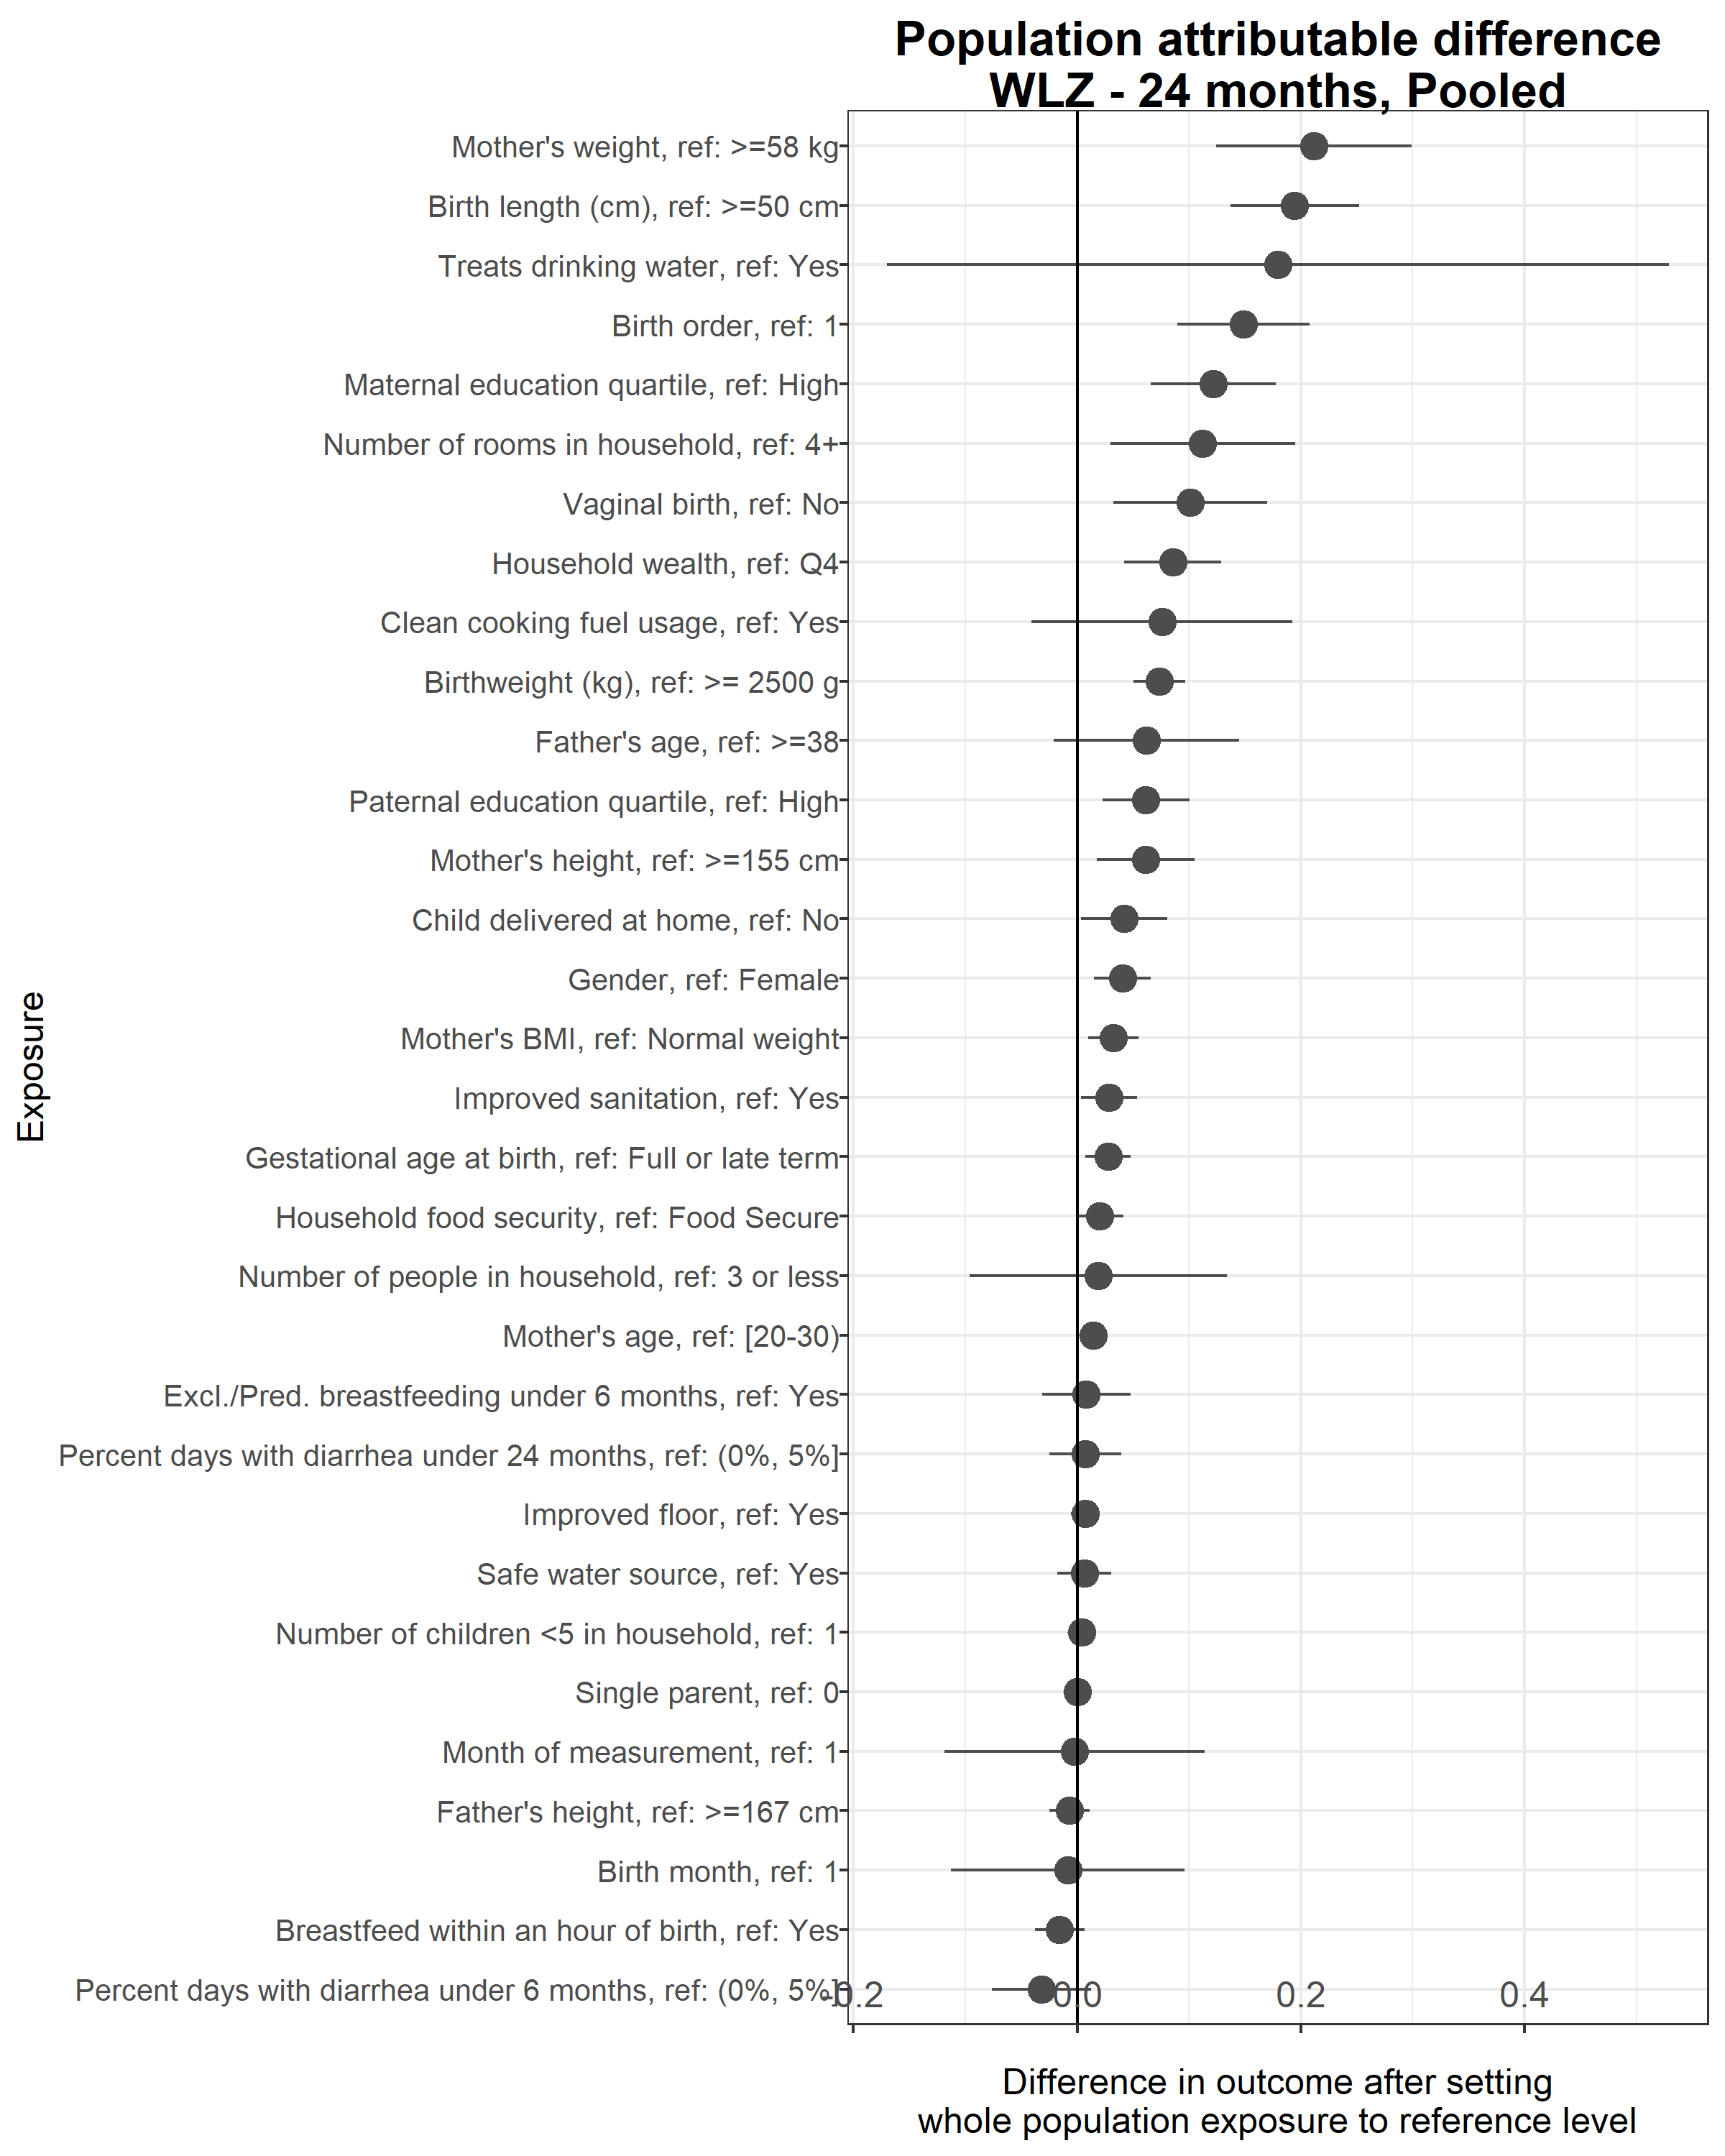 Population attributable difference
WLZ - 24 months, Pooled
Mother's weight, ref: >=58 kg
Birth length (cm), ref: >=50 cm
Treats drinking water, ref: Yes
Birth order, ref: 1
Maternal education quartile, ref: High
Number of rooms in household, ref: 4+
Vaginal birth, ref: No
Household wealth, ref: Q4
Clean cooking fuel usage, ref: Yes
Birthweight (kg), ref: >= 2500 g
Father's age, ref: >=38
Paternal education quartile, ref: High
Mother's height, ref: >=155 cm
Child delivered at home, ref: No
Gender, ref: Female
Mother's BMI, ref: Normal weight
Improved sanitation, ref: Yes
Gestational age at birth, ref: Full or late term
Household food security, ref: Food Secure
Number of people in household, ref: 3 or less
Mother's age, ref: [20-30)
Excl./Pred. breastfeeding under 6 months, ref: Yes
Percent days with diarrhea under 24 months, ref: (0%, 5%]
Improved floor, ref: Yes
Safe water source, ref: Yes
Number of children <5 in household, ref: 1
Single parent, ref: 0
Month of measurement, ref: 1
Father's height, ref: >=167 cm
Birth month, ref: 1
Breastfeed within an hour of birth, ref: Yes
Percent days with diarrhea under 6 months, ref: (0%, 5%]
-0.2 0.0 0.2 0.4
Difference in outcome after setting
whole population exposure to reference level
Exposure